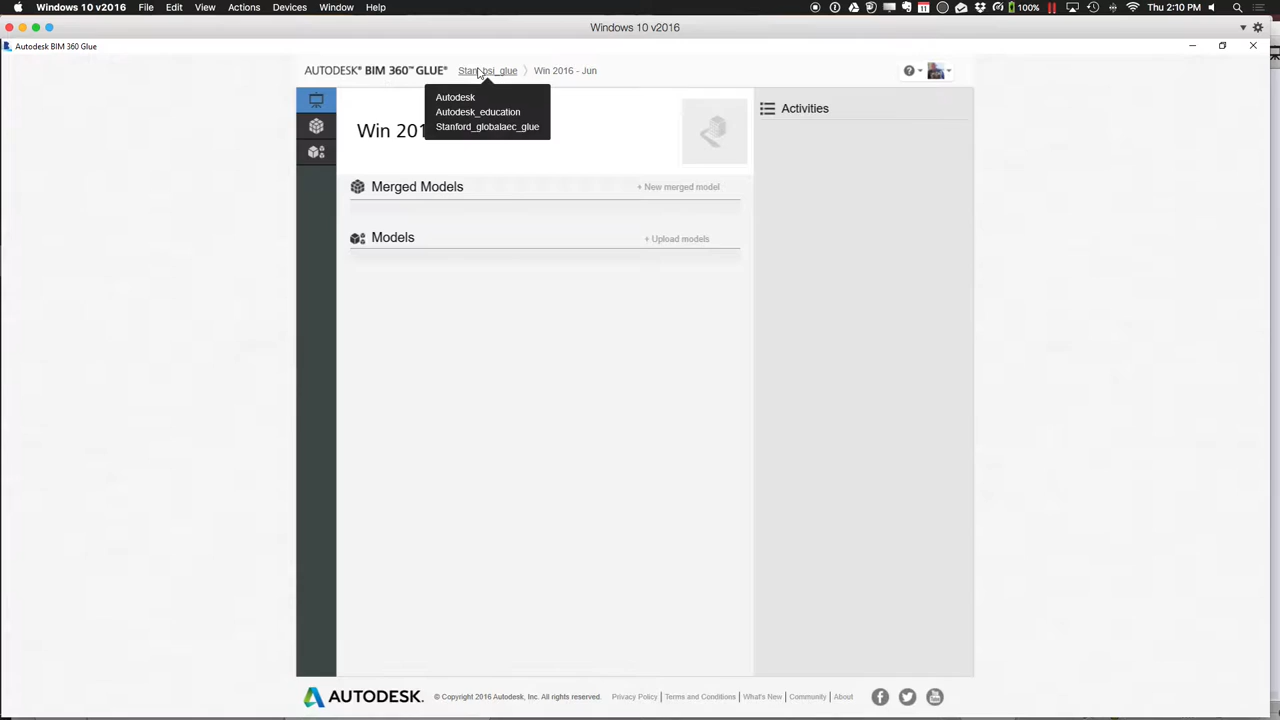 Windows 10 v2016 File Edit View Actions Devices Window Help 11 100% Thu 2:10 PM
Windows 10 v2016
Autodesk BIM 360 Glue
AUTODESK® BIM 360™ GLUE® bsi_glue Win 2016 - Jun
Autodesk
Autodesk_education
Stanford_globalaec_glue
Win 201
Activities
Merged Models + New merged model
Models + Upload models
AUTODESK. © Copyright 2016 Autodesk, Inc. All rights reserved. Privacy Policy | Terms and Conditions | What's New | Community | About